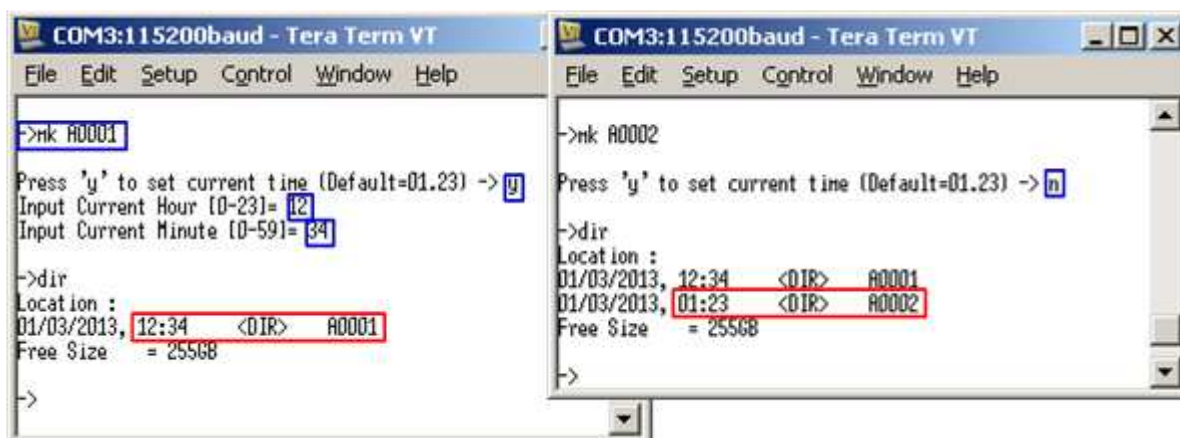 COM3:115200baud - Tera Term VT
File Edit Setup Control Window Help
->mk A0001
Press 'y' to set current time (Default=01.23) -> y
Input Current Hour [0-23]= 12
Input Current Minute [0-59]= 34
->dir
Location :
01/03/2013, 12:34 <DIR> A0001
Free Size = 255GB
->
COM3:115200baud - Tera Term VT
File Edit Setup Control Window Help
->mk A0002
Press 'y' to set current time (Default=01.23) -> n
->dir
Location :
01/03/2013, 12:34 <DIR> A0001
01/03/2013, 01:23 <DIR> A0002
Free Size = 255GB
->